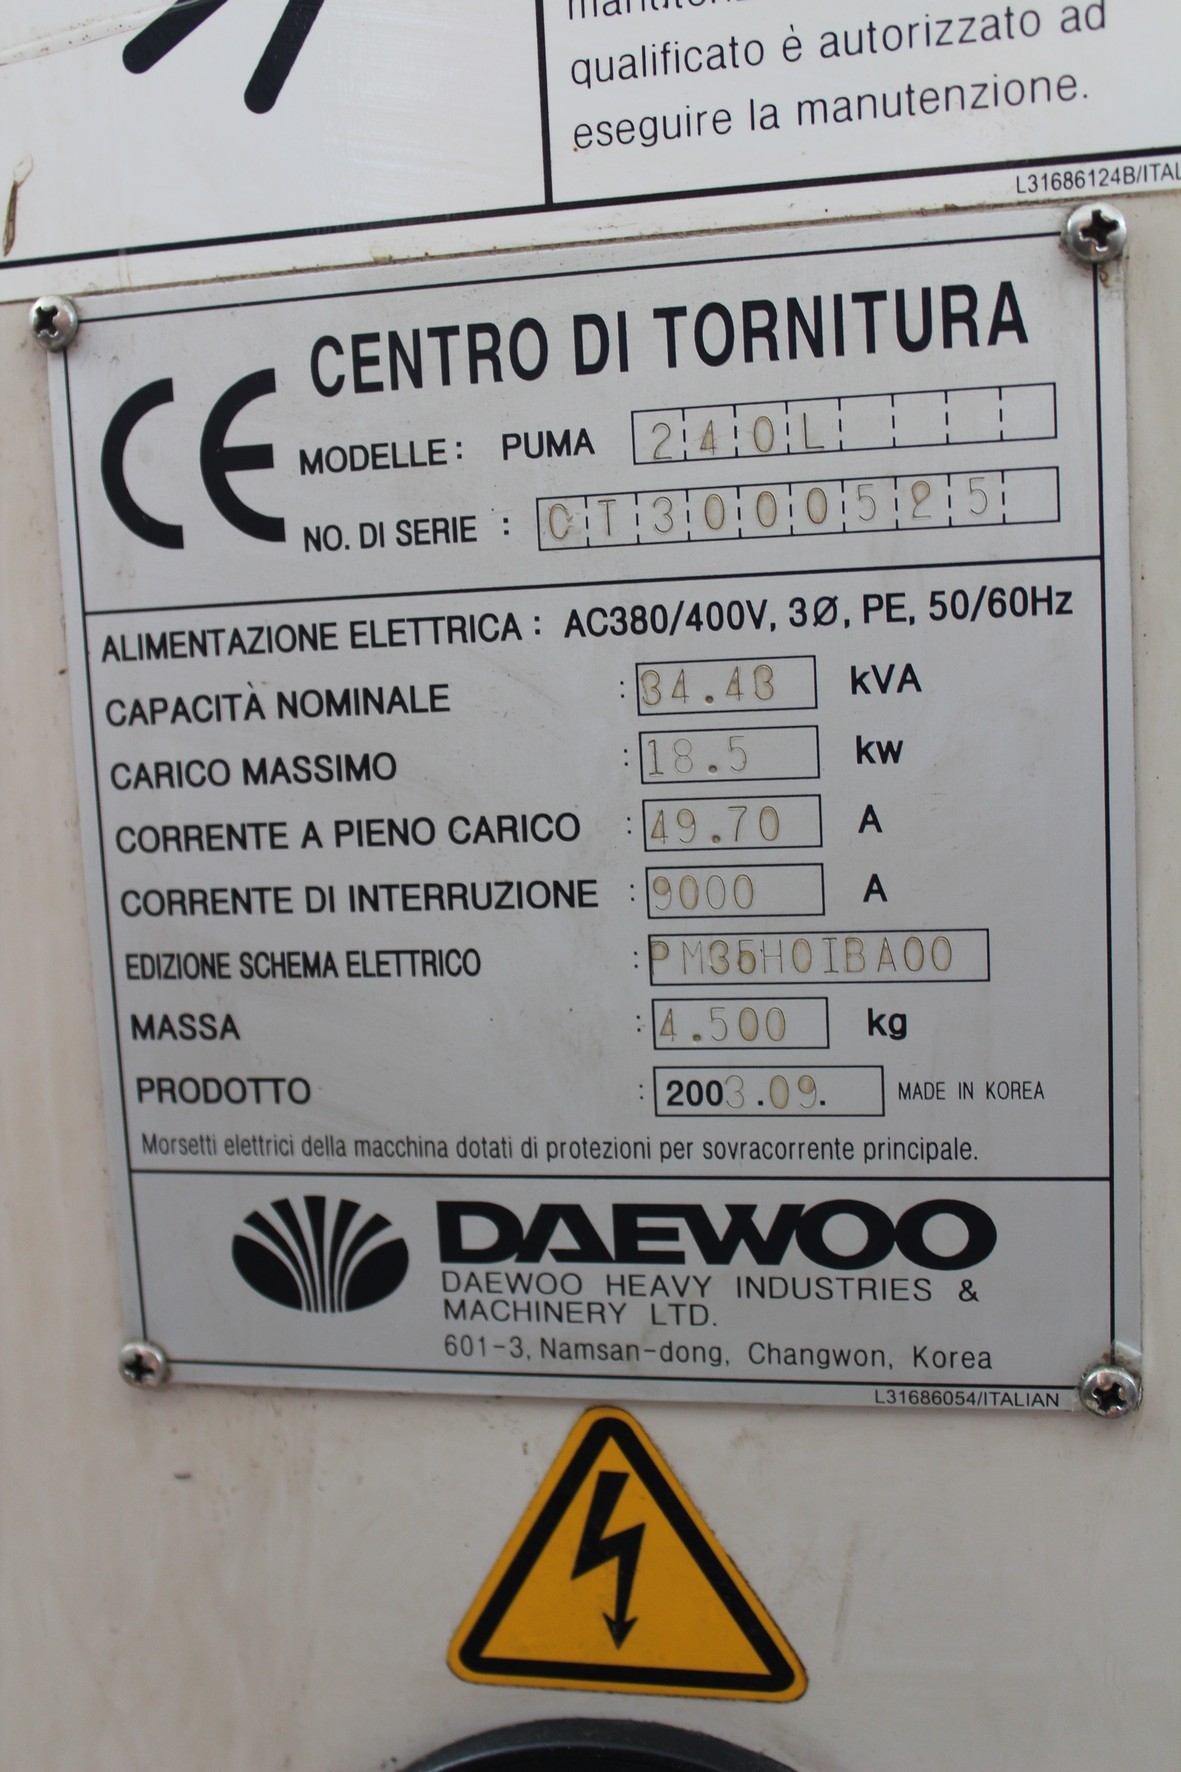 qualificato è autorizzato ad
eseguire la manutenzione.
L31686124B/ITAL
CE
CENTRO DI TORNITURA
MODELLE : PUMA 240L
NO. DI SERIE : CT3000525
ALIMENTAZIONE ELETTRICA : AC380/400V, 3Ø, PE, 50/60Hz
CAPACITÀ NOMINALE : 34.43 kVA
CARICO MASSIMO : 18.5 kw
CORRENTE A PIENO CARICO : 49.70 A
CORRENTE DI INTERRUZIONE : 9000 A
EDIZIONE SCHEMA ELETTRICO : PM35H0IBA00
MASSA : 4.500 kg
PRODOTTO : 2003.09. MADE IN KOREA
Morsetti elettrici della macchina dotati di protezioni per sovracorrente principale.
DAEWOO
DAEWOO HEAVY INDUSTRIES &
MACHINERY LTD.
601-3, Namsan-dong, Changwon, Korea
L31686054/ITALIAN